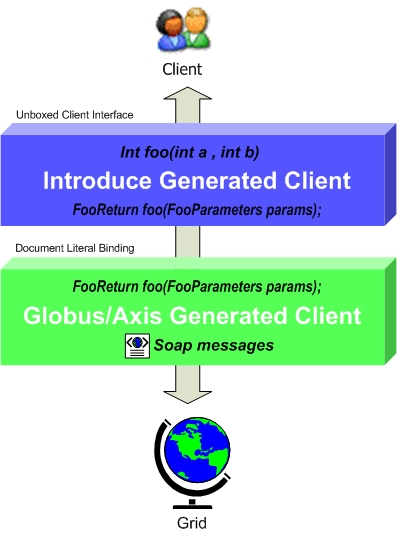 Client
Unboxed Client Interface
Int foo(int a , int b)
Introduce Generated Client
FooReturn foo(FooParameters params);
Document Literal Binding
FooReturn foo(FooParameters params);
Globus/Axis Generated Client
Soap messages
Grid